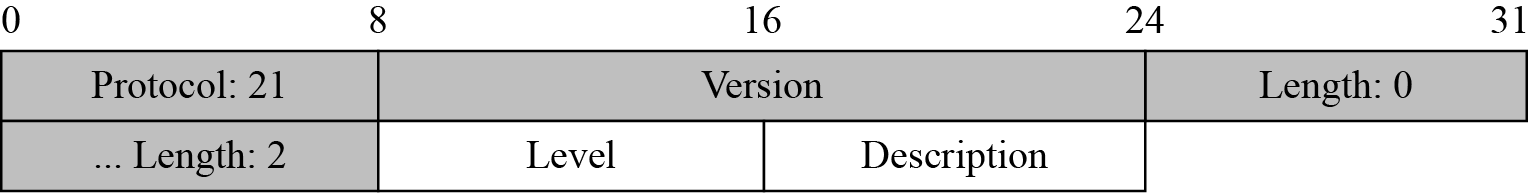 0 8 16 24 31
Protocol: 21 Version Length: 0
... Length: 2 Level Description